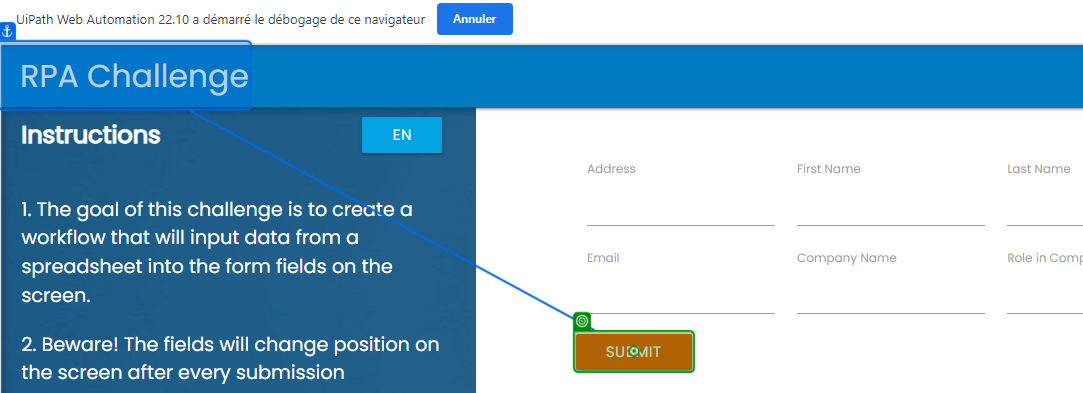 UiPath Web Automation 22.10 a démarré le débogage de ce navigateur
Annuler
RPA Challenge
Instructions
EN
1. The goal of this challenge is to create a
workflow that will input data from a
spreadsheet into the form fields on the
screen.
2. Beware! The fields will change position on
the screen after every submission
Address
First Name
Last Name
Email
Company Name
Role in Comp
SUBMIT